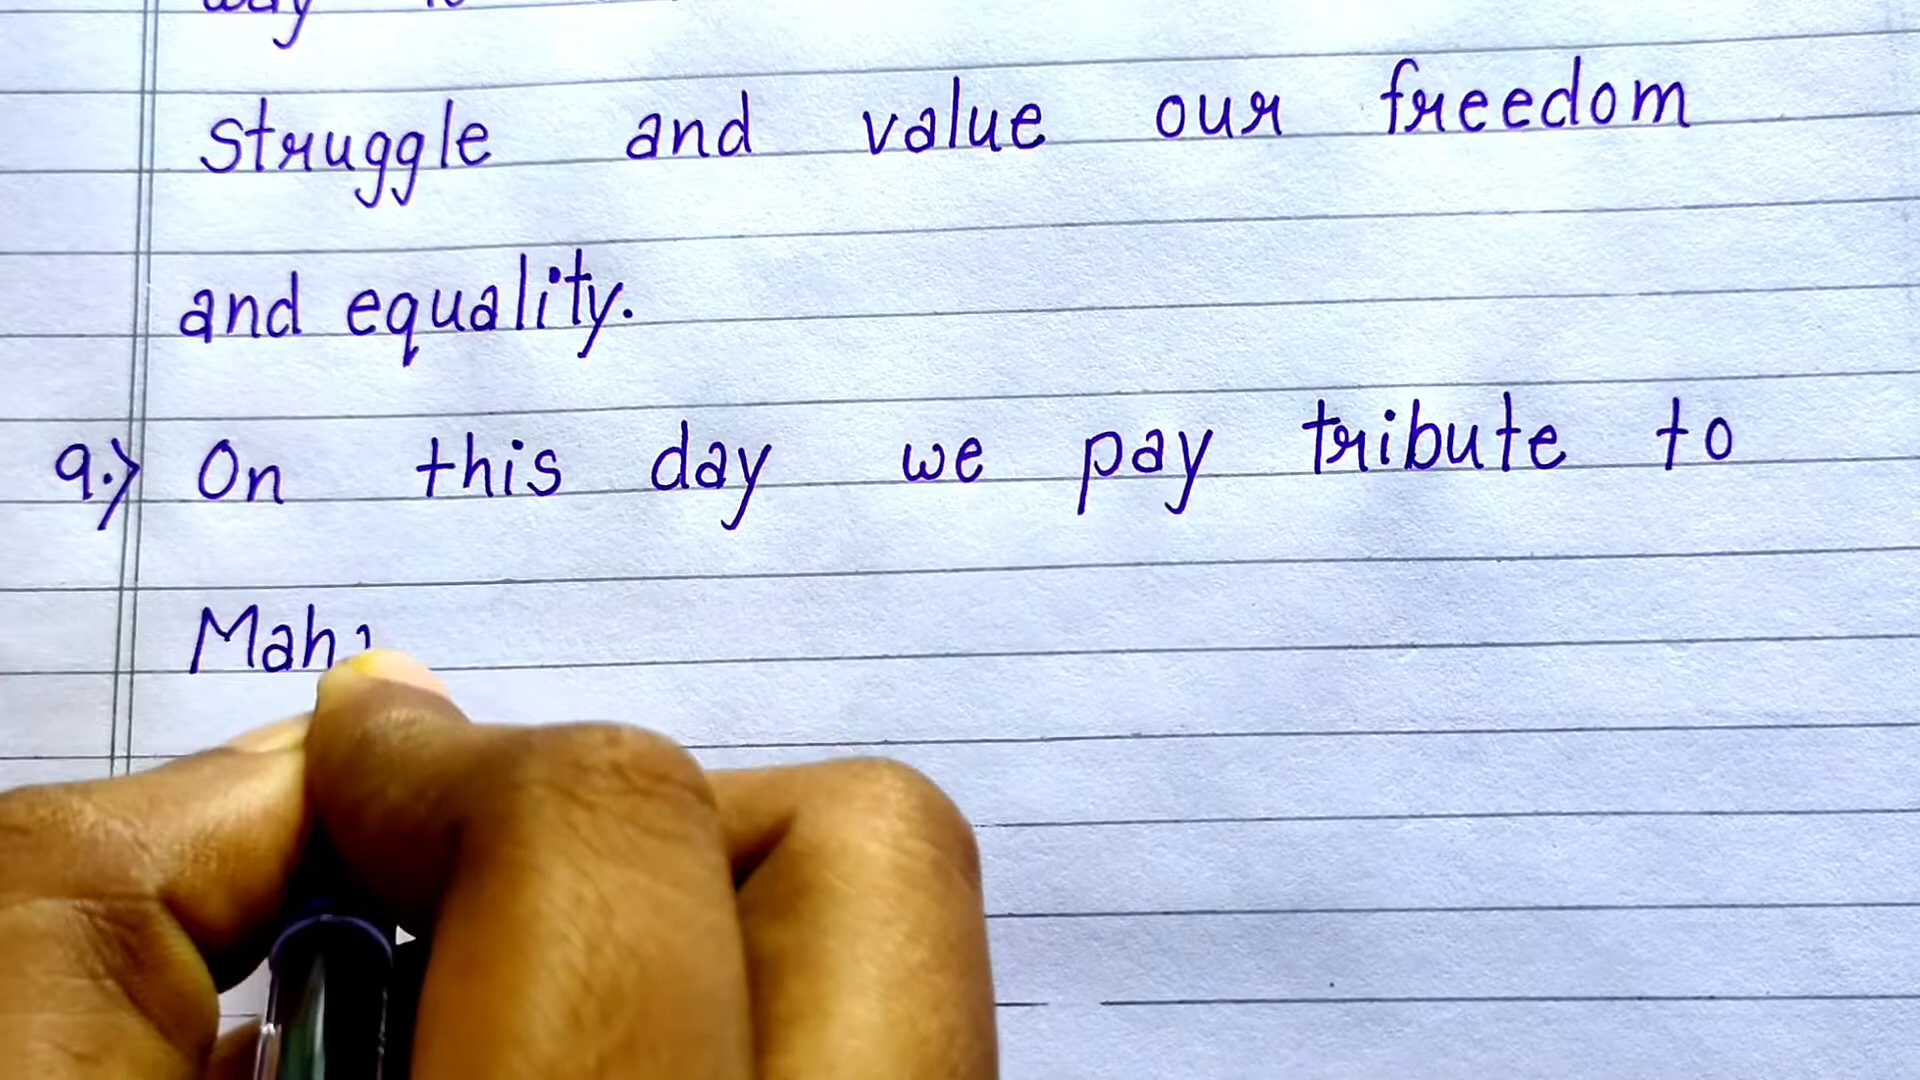 struggle and value our freedom
and equality.
9.) On this day we pay tribute to
Mah